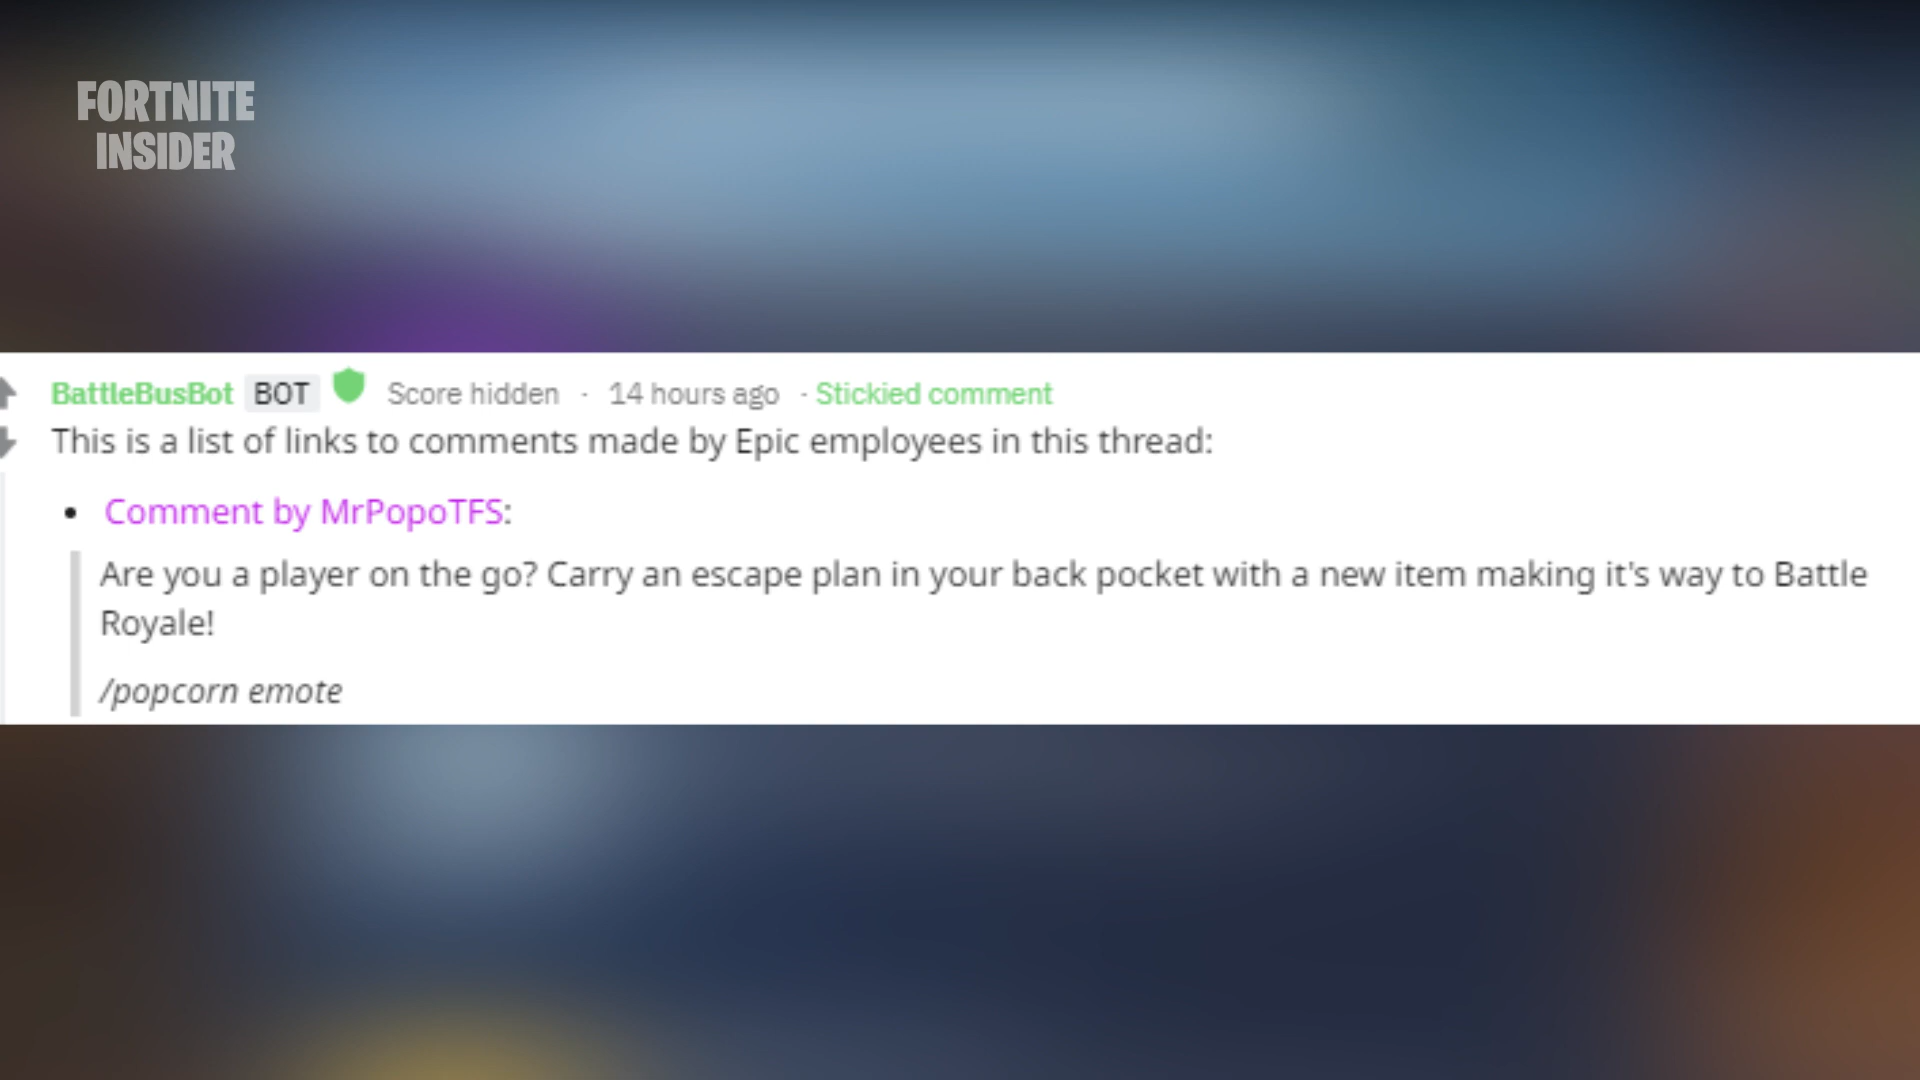 FORTNITE
INSIDER
BattleBusBot BOT Score hidden · 14 hours ago · Stickied comment
This is a list of links to comments made by Epic employees in this thread:
• Comment by MrPopoTFS:
Are you a player on the go? Carry an escape plan in your back pocket with a new item making it's way to Battle
Royale!
/popcorn emote